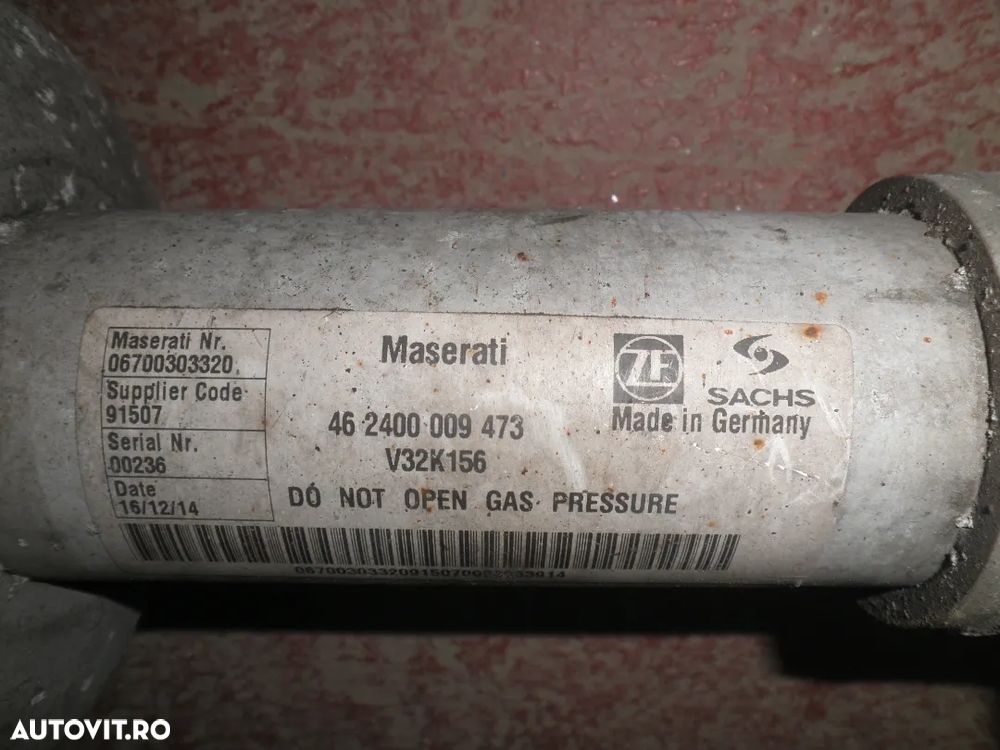 Maserati Nr.
06700303320
Supplier Code
91507
Serial Nr.
00236
Date
16/12/14
Maserati
46 2400 009 473
V32K156
DO NOT OPEN GAS PRESSURE
ZF
SACHS
Made in Germany
AUTOVIT.RO